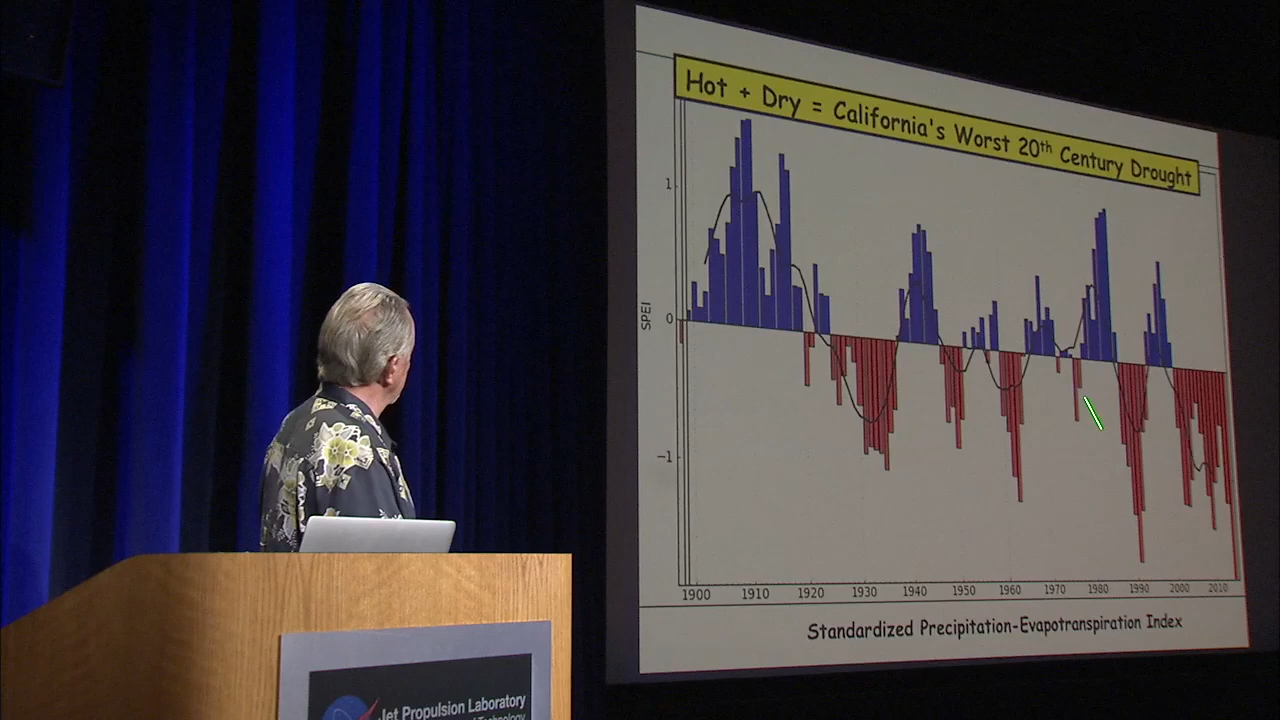 Hot + Dry = California's Worst 20th Century Drought
1
0
-1
SPEI
1900 1910 1920 1930 1940 1950 1960 1970 1980 1990 2000 2010
Standardized Precipitation-Evapotranspiration Index
Jet Propulsion Laboratory
Technology